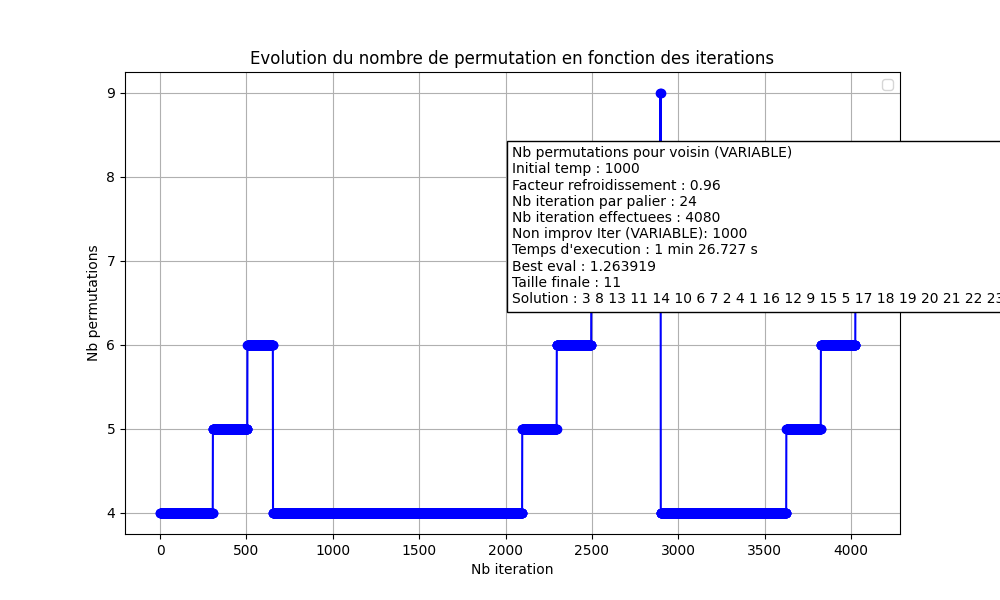 Evolution du nombre de permutation en fonction des iterations
9
8
7
6
5
4
Nb permutations
Nb permutations pour voisin (VARIABLE)
Initial temp : 1000
Facteur refroidissement : 0.96
Nb iteration par palier : 24
Nb iteration effectuees : 4080
Non improv Iter (VARIABLE): 1000
Temps d'execution : 1 min 26.727 s
Best eval : 1.263919
Taille finale : 11
Solution : 3 8 13 11 14 10 6 7 2 4 1 16 12 9 15 5 17 18 19 20 21 22 23
0 500 1000 1500 2000 2500 3000 3500 4000
Nb iteration